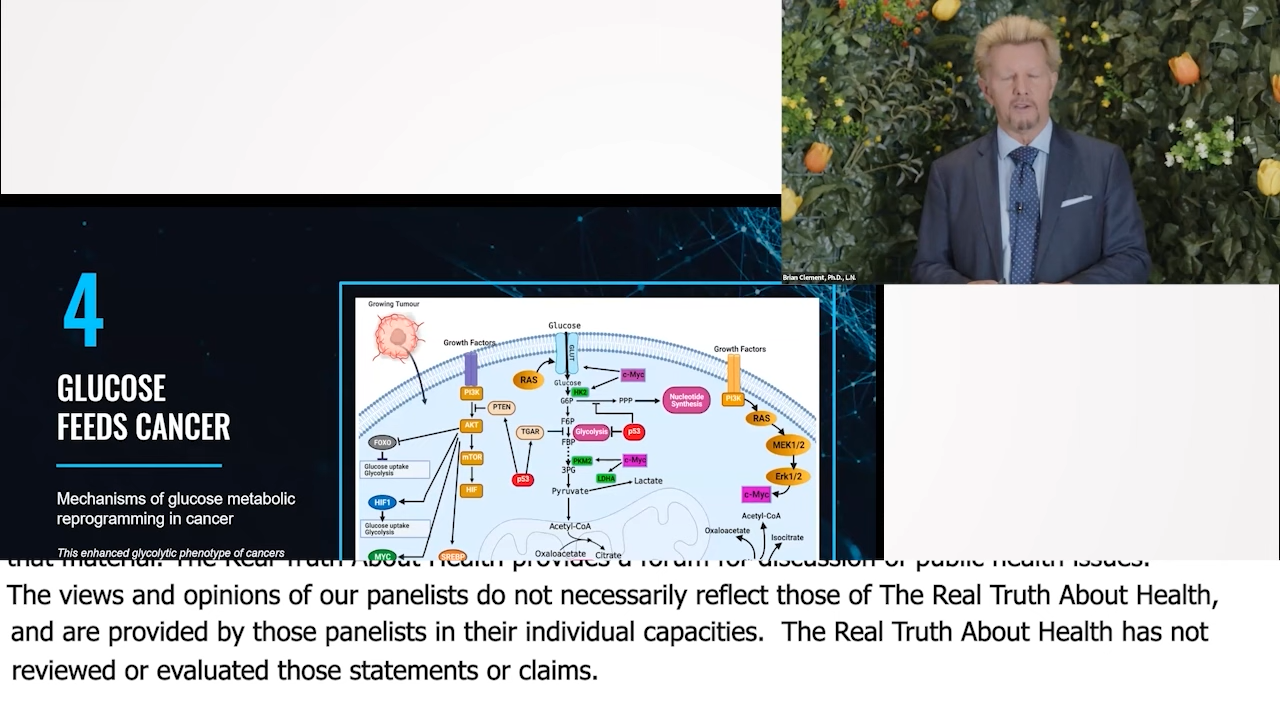 Brian Clement, Ph.D., L.N.
4
GLUCOSE
FEEDS CANCER
Mechanisms of glucose metabolic
reprogramming in cancer
This enhanced glycolytic phenotype of cancers
Growing Tumour
Growth Factors
Glucose
Growth Factors
GLUT
RAS
c-Myc
Glucose
HK2
PI3K
G6P
PPP
Nucleotide
Synthesis
PI3K
PTEN
RAS
F6P
AKT
TGAR
Glycolysis
p53
FOXO
FBP
MEK1/2
mTOR
PKM2
c-Myc
Glucose uptake
Glycolysis
3PG
LDHA
Erk1/2
p53
Lactate
HIF
Pyruvate
c-Myc
HIF1
Acetyl-CoA
Glucose uptake
Glycolysis
Acetyl-CoA
Oxaloacetate
Isocitrate
MYC
SREBP
Oxaloacetate
Citrate
that material. The Real Truth About Health provides a forum for discussion of public health issues.
The views and opinions of our panelists do not necessarily reflect those of The Real Truth About Health,
and are provided by those panelists in their individual capacities. The Real Truth About Health has not
reviewed or evaluated those statements or claims.